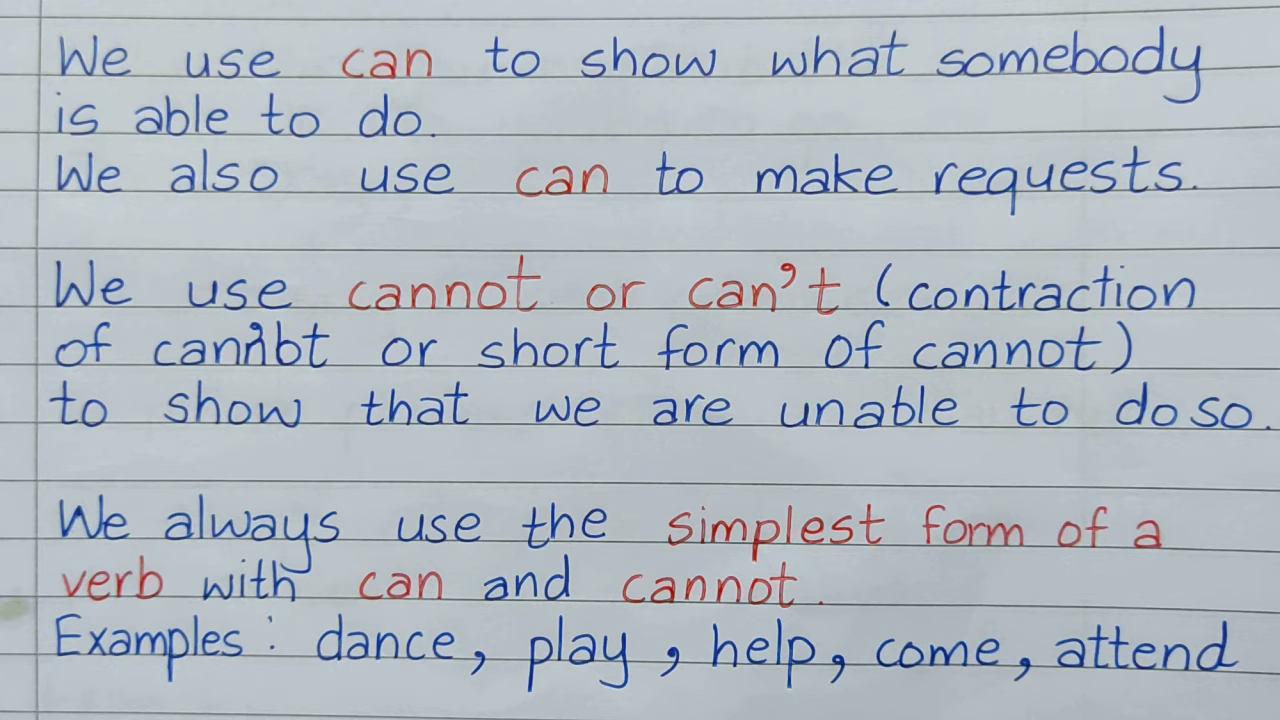 We use can to show what somebody
is able to do.
We also use can to make requests.
We use cannot or can't (contraction
of cannot or short form of cannot)
to show that we are unable to do so.
We always use the simplest form of a
verb with can and cannot.
Examples: dance, play, help, come, attend